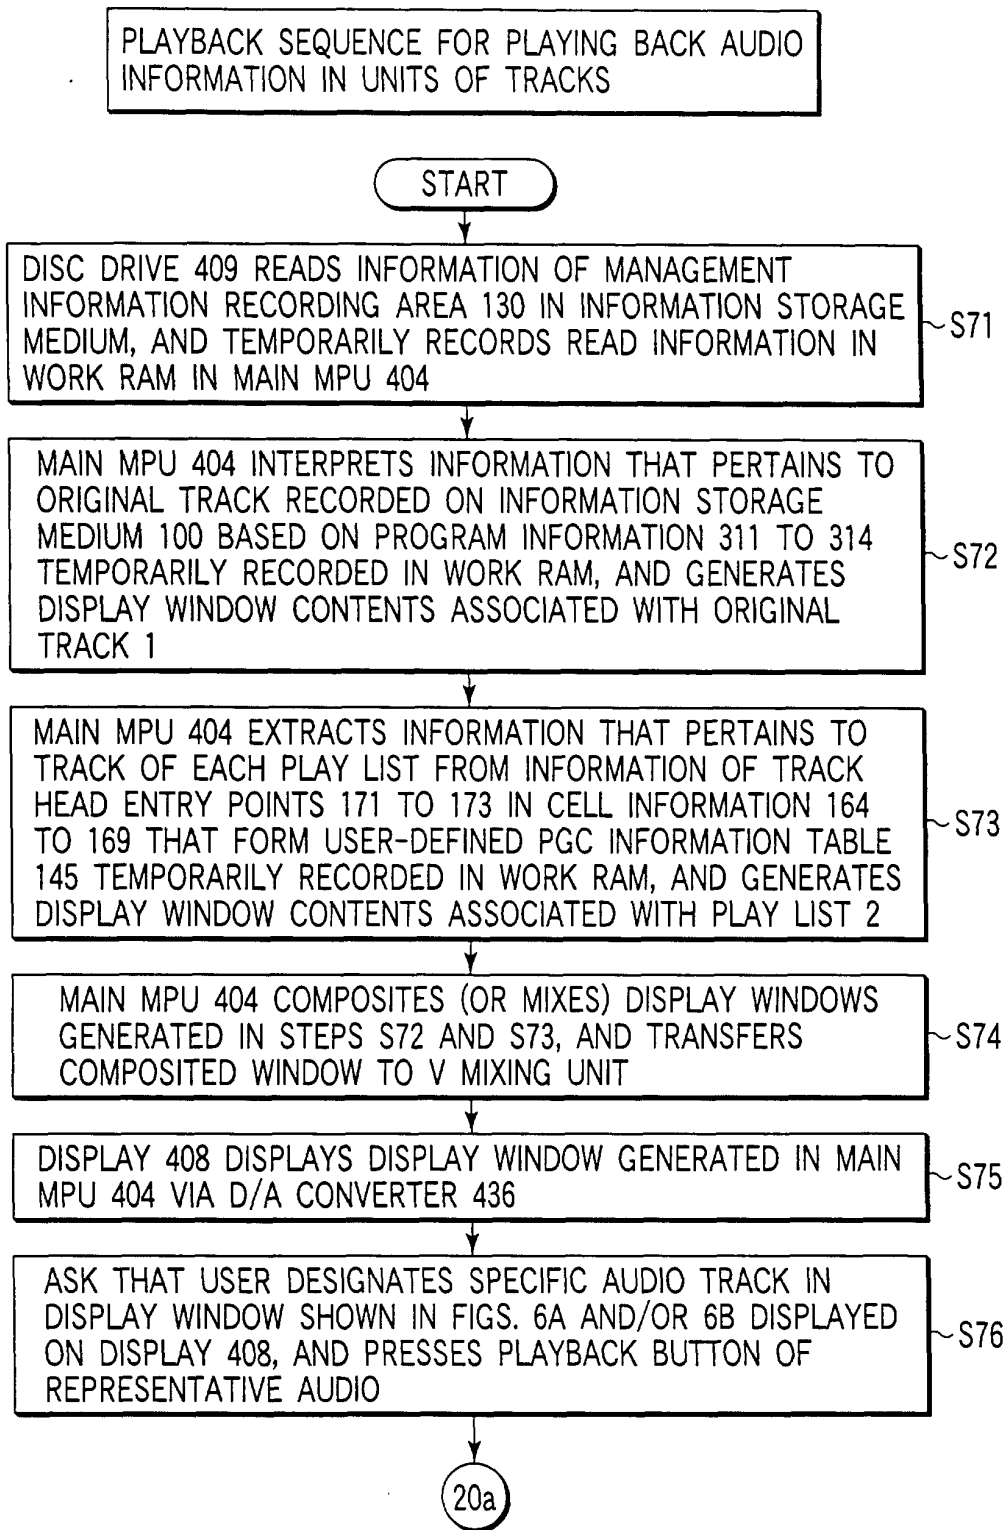 PLAYBACK SEQUENCE FOR PLAYING BACK AUDIO
INFORMATION IN UNITS OF TRACKS
START
DISC DRIVE 409 READS INFORMATION OF MANAGEMENT
INFORMATION RECORDING AREA 130 IN INFORMATION STORAGE
MEDIUM, AND TEMPORARILY RECORDS READ INFORMATION IN
WORK RAM IN MAIN MPU 404
S71
MAIN MPU 404 INTERPRETS INFORMATION THAT PERTAINS TO
ORIGINAL TRACK RECORDED ON INFORMATION STORAGE
MEDIUM 100 BASED ON PROGRAM INFORMATION 311 TO 314
TEMPORARILY RECORDED IN WORK RAM, AND GENERATES
DISPLAY WINDOW CONTENTS ASSOCIATED WITH ORIGINAL
TRACK 1
S72
MAIN MPU 404 EXTRACTS INFORMATION THAT PERTAINS TO
TRACK OF EACH PLAY LIST FROM INFORMATION OF TRACK
HEAD ENTRY POINTS 171 TO 173 IN CELL INFORMATION 164
TO 169 THAT FORM USER-DEFINED PGC INFORMATION TABLE
145 TEMPORARILY RECORDED IN WORK RAM, AND GENERATES
DISPLAY WINDOW CONTENTS ASSOCIATED WITH PLAY LIST 2
S73
MAIN MPU 404 COMPOSITES (OR MIXES) DISPLAY WINDOWS
GENERATED IN STEPS S72 AND S73, AND TRANSFERS
COMPOSITED WINDOW TO V MIXING UNIT
S74
DISPLAY 408 DISPLAYS DISPLAY WINDOW GENERATED IN MAIN
MPU 404 VIA D/A CONVERTER 436
S75
ASK THAT USER DESIGNATES SPECIFIC AUDIO TRACK IN
DISPLAY WINDOW SHOWN IN FIGS. 6A AND/OR 6B DISPLAYED
ON DISPLAY 408, AND PRESSES PLAYBACK BUTTON OF
REPRESENTATIVE AUDIO
S76
20a